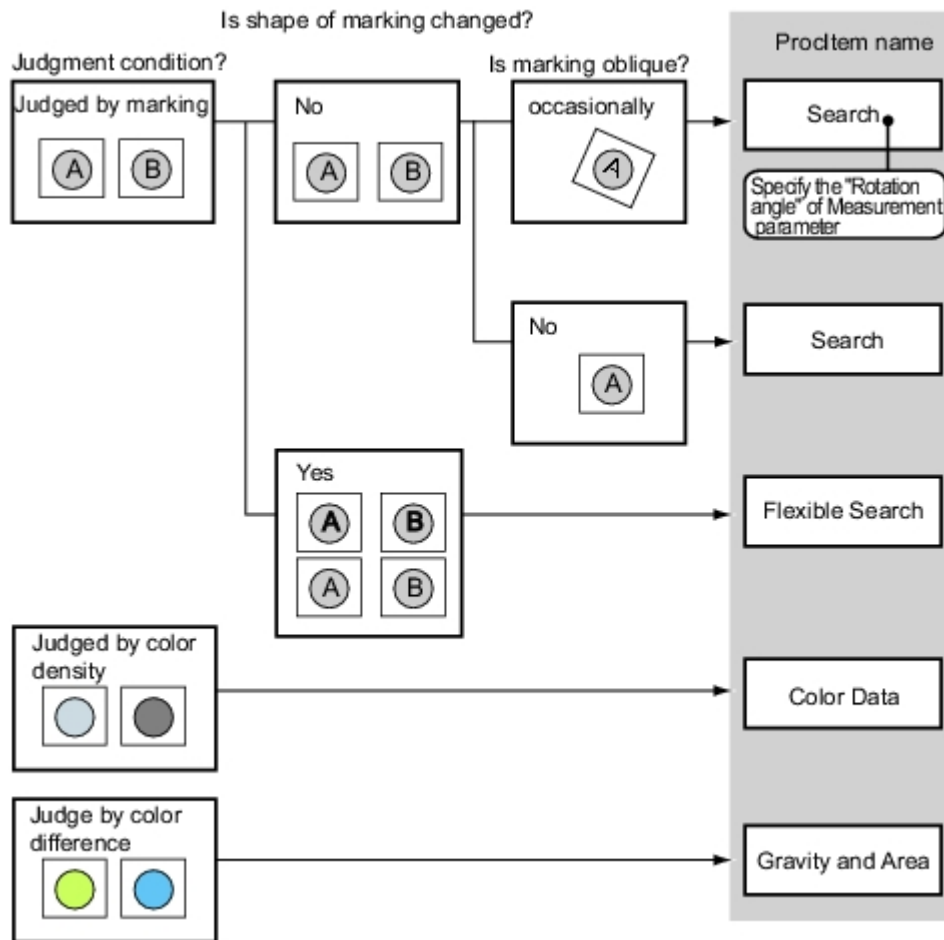 Is shape of marking changed?
ProcItem name
Judgment condition?
Is marking oblique?
Judged by marking
A
B
No
A
B
occasionally
A
Search
Specify the "Rotation
angle" of Measurement
parameter
No
A
Search
Yes
A
B
A
B
Flexible Search
Judged by color
density
Color Data
Judge by color
difference
Gravity and Area